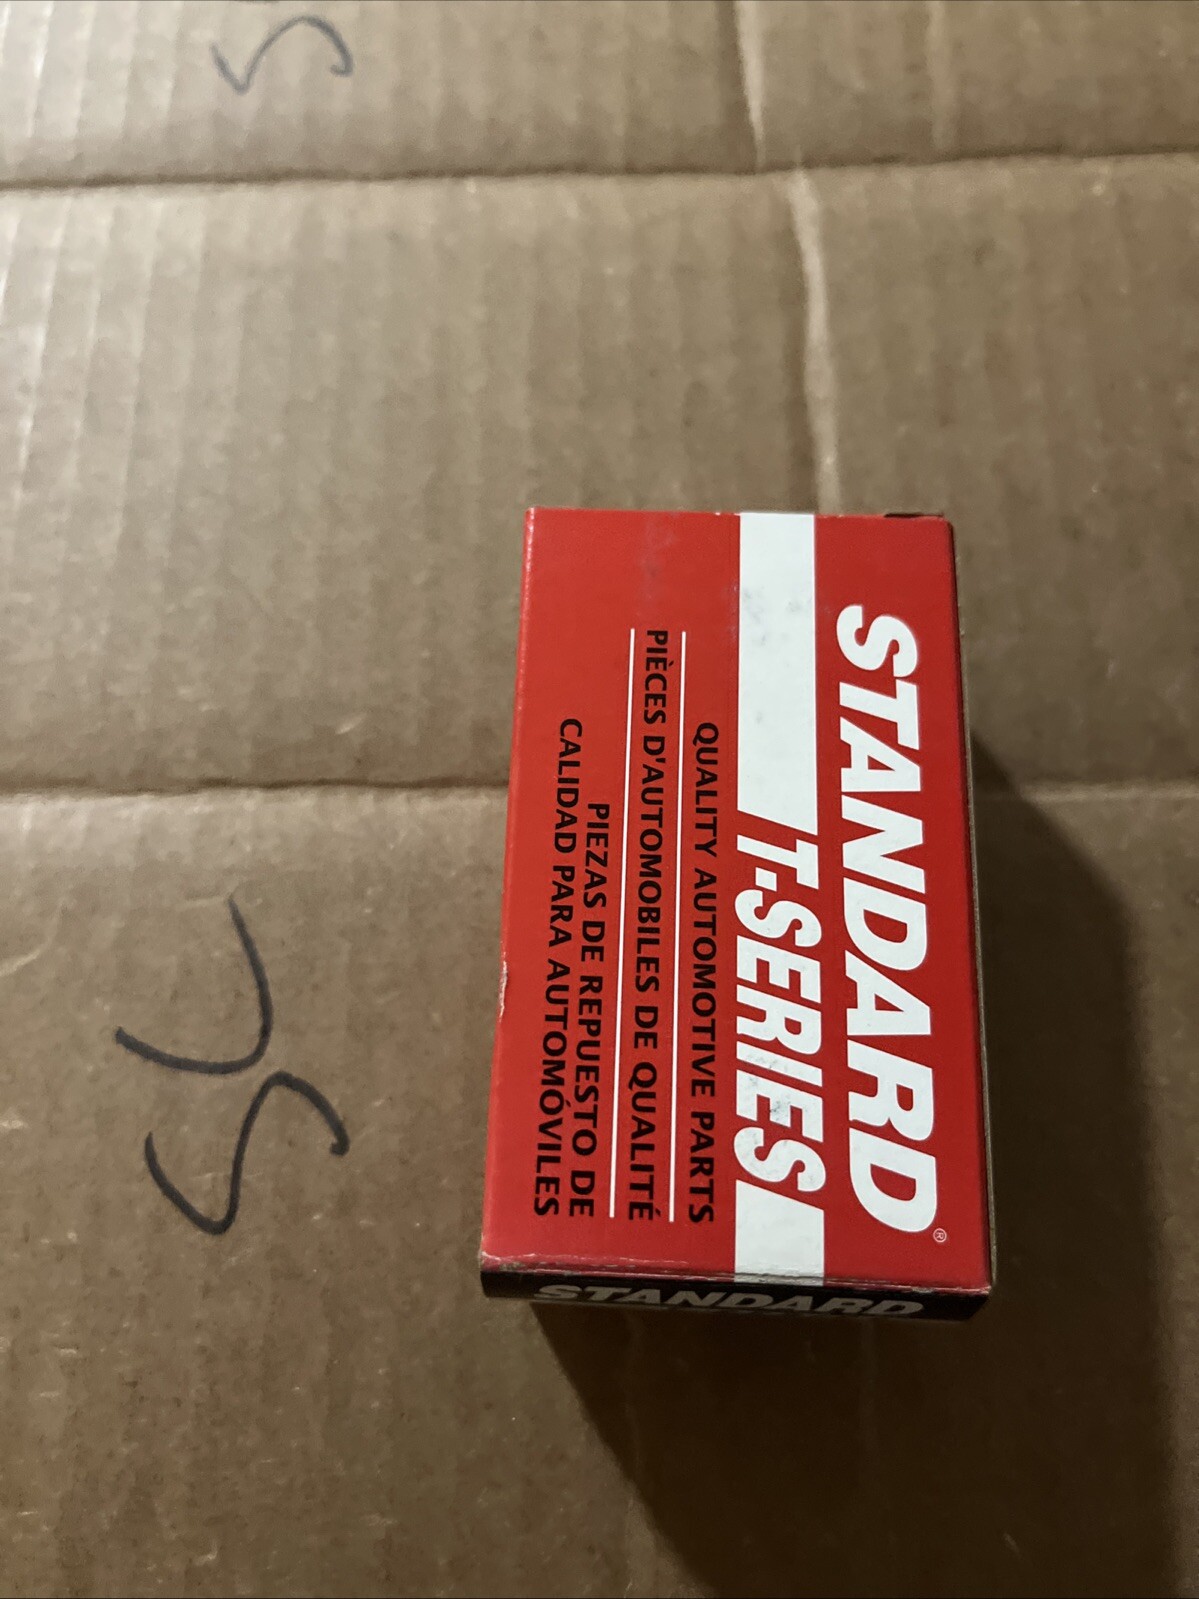 STANDARD®
T-SERIES
QUALITY AUTOMOTIVE PARTS
PIÈCES D'AUTOMOBILES DE QUALITÉ
PIEZAS DE REPUESTO DE
CALIDAD PARA AUTOMÓVILES
STANDARD